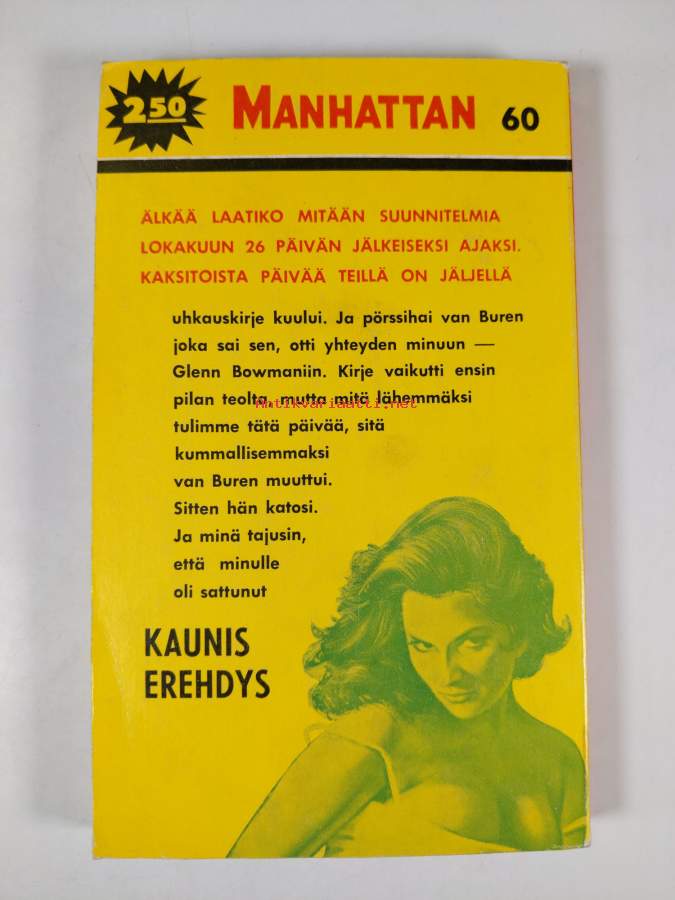 2.50 MANHATTAN 60
ÄLKÄÄ LAATIKO MITÄÄN SUUNNITELMIA
LOKAKUUN 26 PÄIVÄN JÄLKEISEKSI AJAKSI.
KAKSITOISTA PÄIVÄÄ TEILLÄ ON JÄLJELLÄ
uhkauskirje kuului. Ja pörssihai van Buren
joka sai sen, otti yhteyden minuun —
Glenn Bowmaniin. Kirje vaikutti ensin
pilan teolta, mutta mitä lähemmäksi
Antikvariaatti.net
tulimme tätä päivää, sitä
kummallisemmaksi
van Buren muuttui.
Sitten hän katosi.
Ja minä tajusin,
että minulle
oli sattunut
KAUNIS
EREHDYS